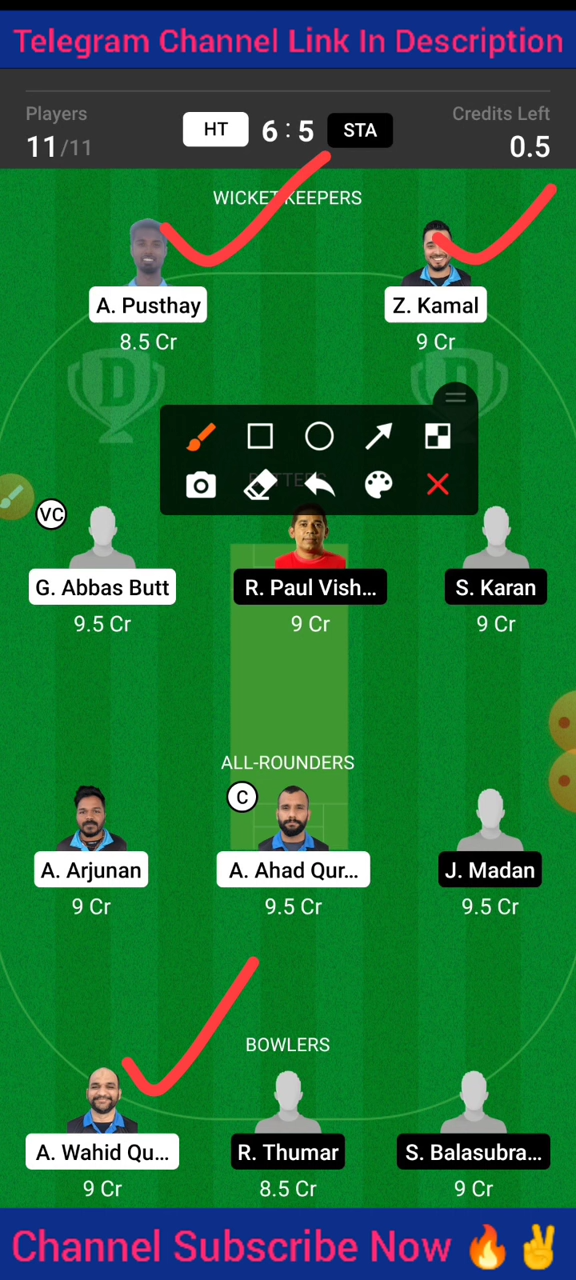 Telegram Channel Link In Description
Players
Credits Left
11/11
HT 6 : 5 STA
0.5
WICKET KEEPERS
A. Pusthay
Z. Kamal
8.5 Cr
9 Cr
VC
G. Abbas Butt
R. Paul Vish...
S. Karan
9.5 Cr
9 Cr
9 Cr
ALL-ROUNDERS
C
A. Arjunan
A. Ahad Qur...
J. Madan
9 Cr
9.5 Cr
9.5 Cr
BOWLERS
A. Wahid Qu...
R. Thumar
S. Balasubra...
9 Cr
8.5 Cr
9 Cr
Channel Subscribe Now 🔥✌️